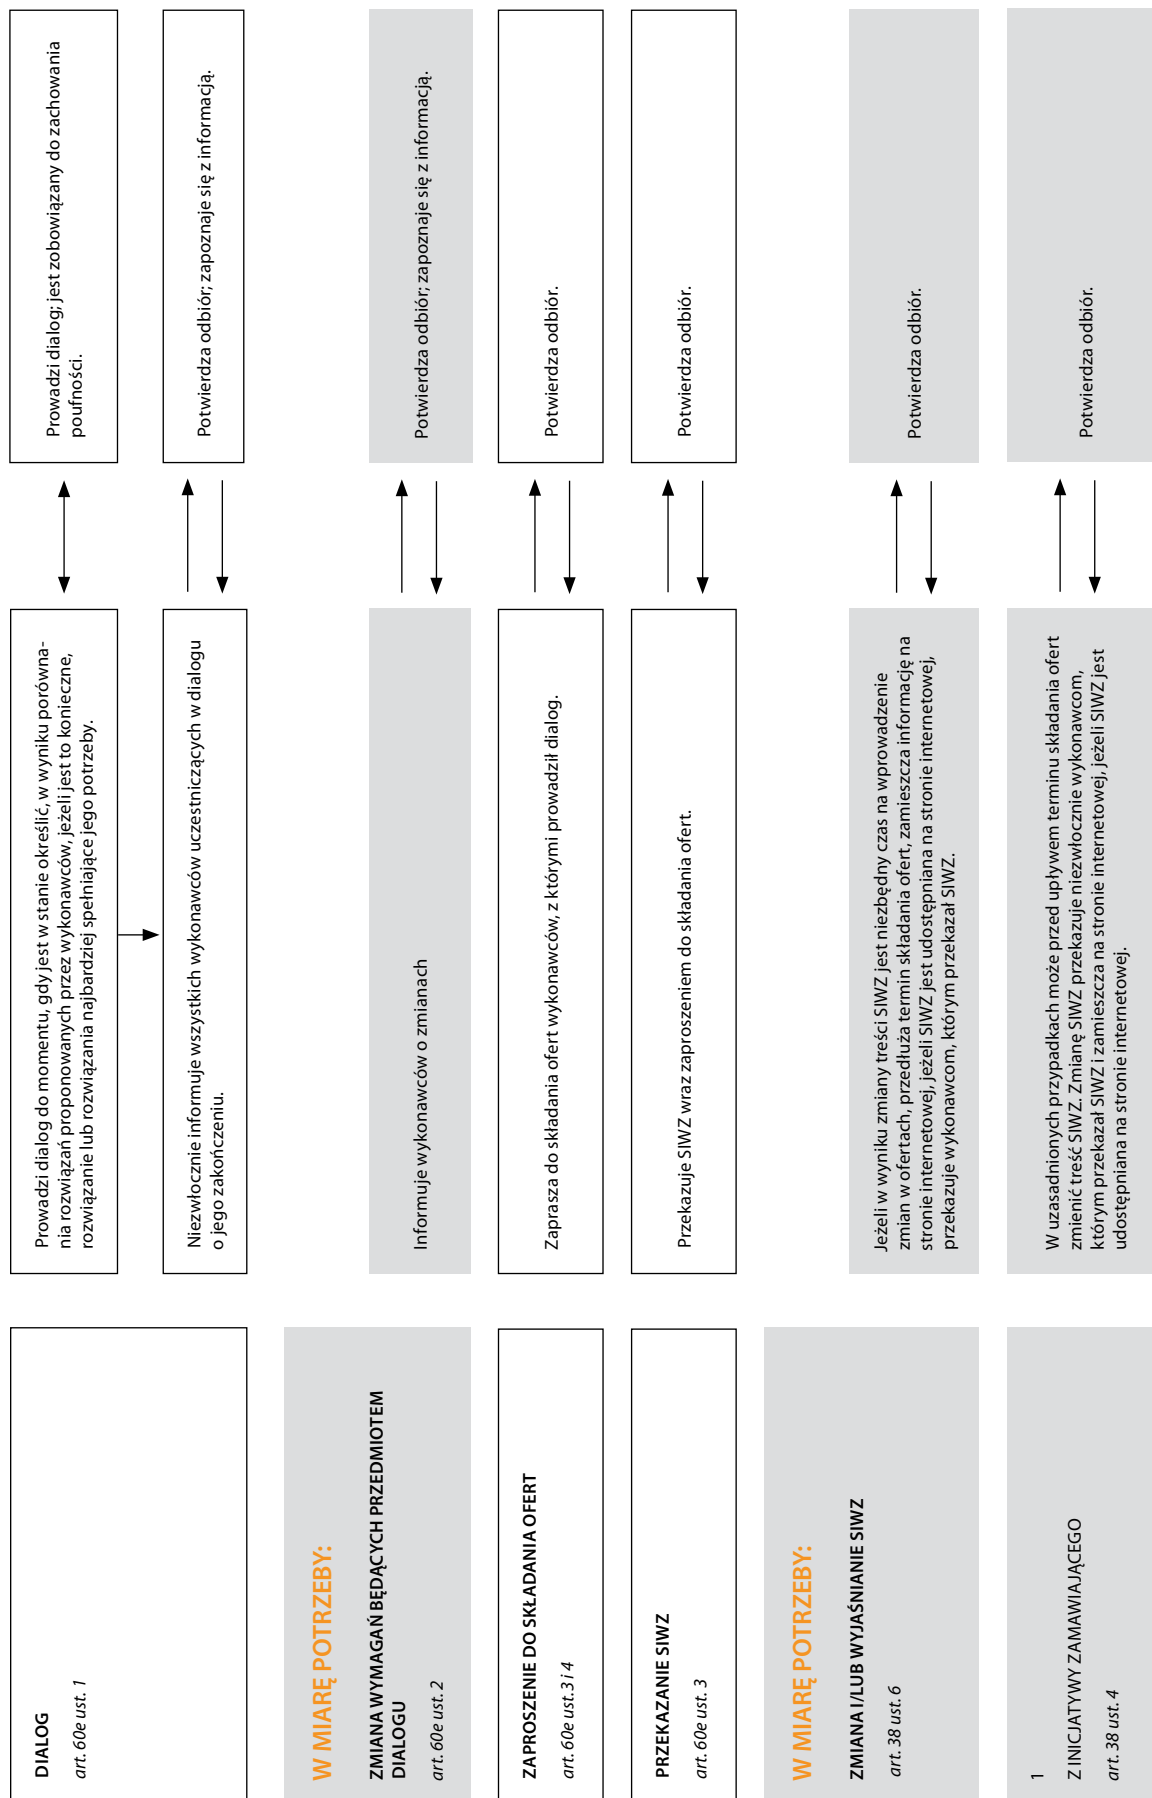 DIALOG
art. 60e ust. 1
Prowadzi dialog do momentu, gdy jest w stanie określić, w wyniku porówna-
nia rozwiązań proponowanych przez wykonawców, jeżeli jest to konieczne,
rozwiązanie lub rozwiązania najbardziej spełniające jego potrzeby.
Prowadzi dialog; jest zobowiązany do zachowania
poufności.
Niezwłocznie informuje wszystkich wykonawców uczestniczących w dialogu
o jego zakończeniu.
Potwierdza odbiór; zapoznaje się z informacją.
W MIARĘ POTRZEBY:
ZMIANA WYMAGAŃ BĘDĄCYCH PRZEDMIOTEM
DIALOGU
art. 60e ust. 2
Informuje wykonawców o zmianach
Potwierdza odbiór; zapoznaje się z informacją.
ZAPROSZENIE DO SKŁADANIA OFERT
art. 60e ust.3 i 4
Zaprasza do składania ofert wykonawców, z którymi prowadził dialog.
Potwierdza odbiór.
PRZEKAZANIE SIWZ
art. 60e ust. 3
Przekazuje SIWZ wraz zaproszeniem do składania ofert.
Potwierdza odbiór.
W MIARĘ POTRZEBY:
ZMIANA I/LUB WYJAŚNIANIE SIWZ
art. 38 ust. 6
Jeżeli w wyniku zmiany treści SIWZ jest niezbędny czas na wprowadzenie
zmian w ofertach, przedłuża termin składania ofert, zamieszcza informację na
stronie internetowej, jeżeli SIWZ jest udostępniana na stronie internetowej,
przekazuje wykonawcom, którym przekazał SIWZ.
Potwierdza odbiór.
1
Z INICJATYWY ZAMAWIAJĄCEGO
art. 38 ust. 4
W uzasadnionych przypadkach może przed upływem terminu składania ofert
zmienić treść SIWZ. Zmianę SIWZ przekazuje niezwłocznie wykonawcom,
którym przekazał SIWZ i zamieszcza na stronie internetowej, jeżeli SIWZ jest
udostępniana na stronie internetowej.
Potwierdza odbiór.